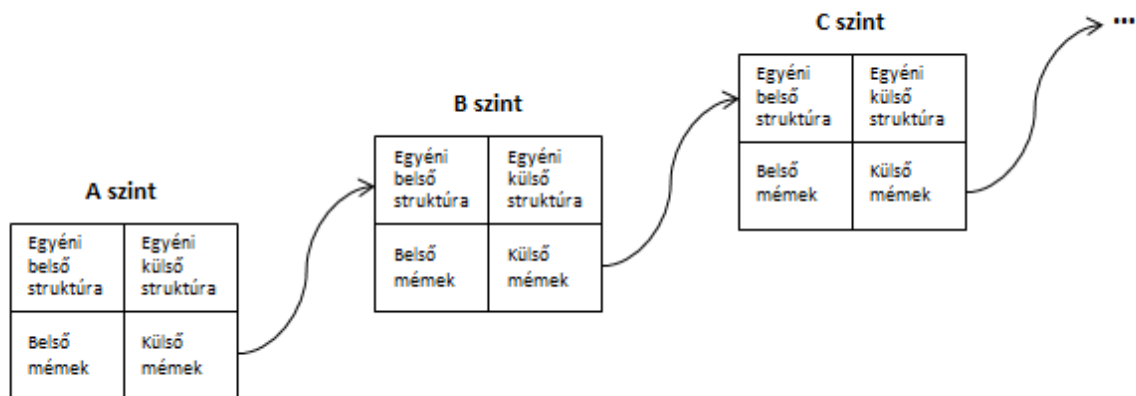 A szint
Egyéni
belső
struktúra
Egyéni
külső
struktúra
Belső
mémek
Külső
mémek
B szint
Egyéni
belső
struktúra
Egyéni
külső
struktúra
Belső
mémek
Külső
mémek
C szint
Egyéni
belső
struktúra
Egyéni
külső
struktúra
Belső
mémek
Külső
mémek
...